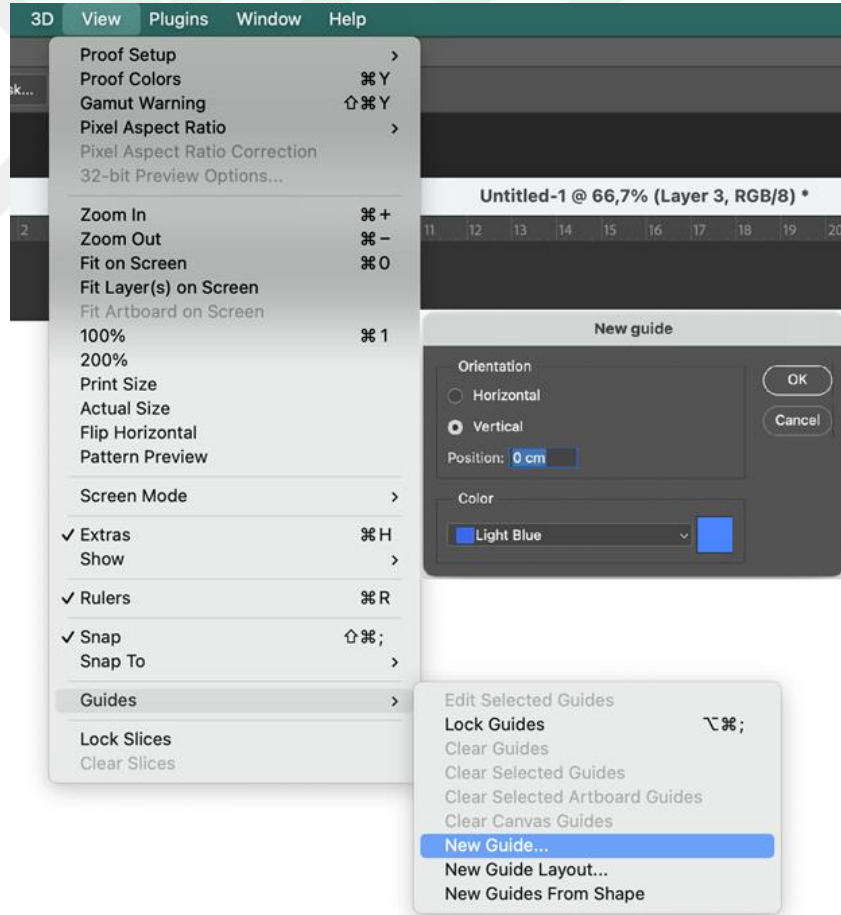 3D View Plugins Window Help
Proof Setup >
Proof Colors ⌘Y
Gamut Warning ⇧⌘Y
Pixel Aspect Ratio >
Pixel Aspect Ratio Correction
32-bit Preview Options...
Zoom In ⌘+
Zoom Out ⌘−
Fit on Screen ⌘0
Fit Layer(s) on Screen
Fit Artboard on Screen
100% ⌘1
200%
Print Size
Actual Size
Flip Horizontal
Pattern Preview
Screen Mode >
✓ Extras ⌘H
Show >
✓ Rulers ⌘R
✓ Snap ⇧⌘;
Snap To >
Guides >
Lock Slices
Clear Slices
sk...
Untitled-1 @ 66,7% (Layer 3, RGB/8) *
2 11 12 13 14 15 16 17 18 19 20
New guide
Orientation
Horizontal
Vertical
Position: 0 cm
OK
Cancel
Color
Light Blue
Edit Selected Guides
Lock Guides ⌥⌘;
Clear Guides
Clear Selected Guides
Clear Selected Artboard Guides
Clear Canvas Guides
New Guide...
New Guide Layout...
New Guides From Shape